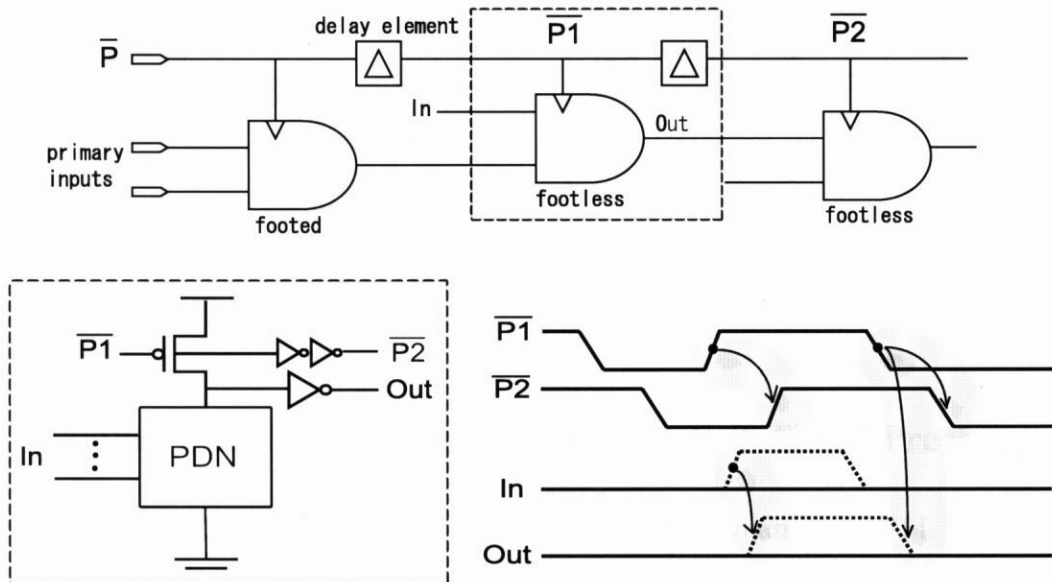 delay element
P̅
P1̅
P2̅
In
Out
primary
inputs
footed
footless
footless
P1̅
P2̅
Out
In
PDN
P1̅
P2̅
In
Out